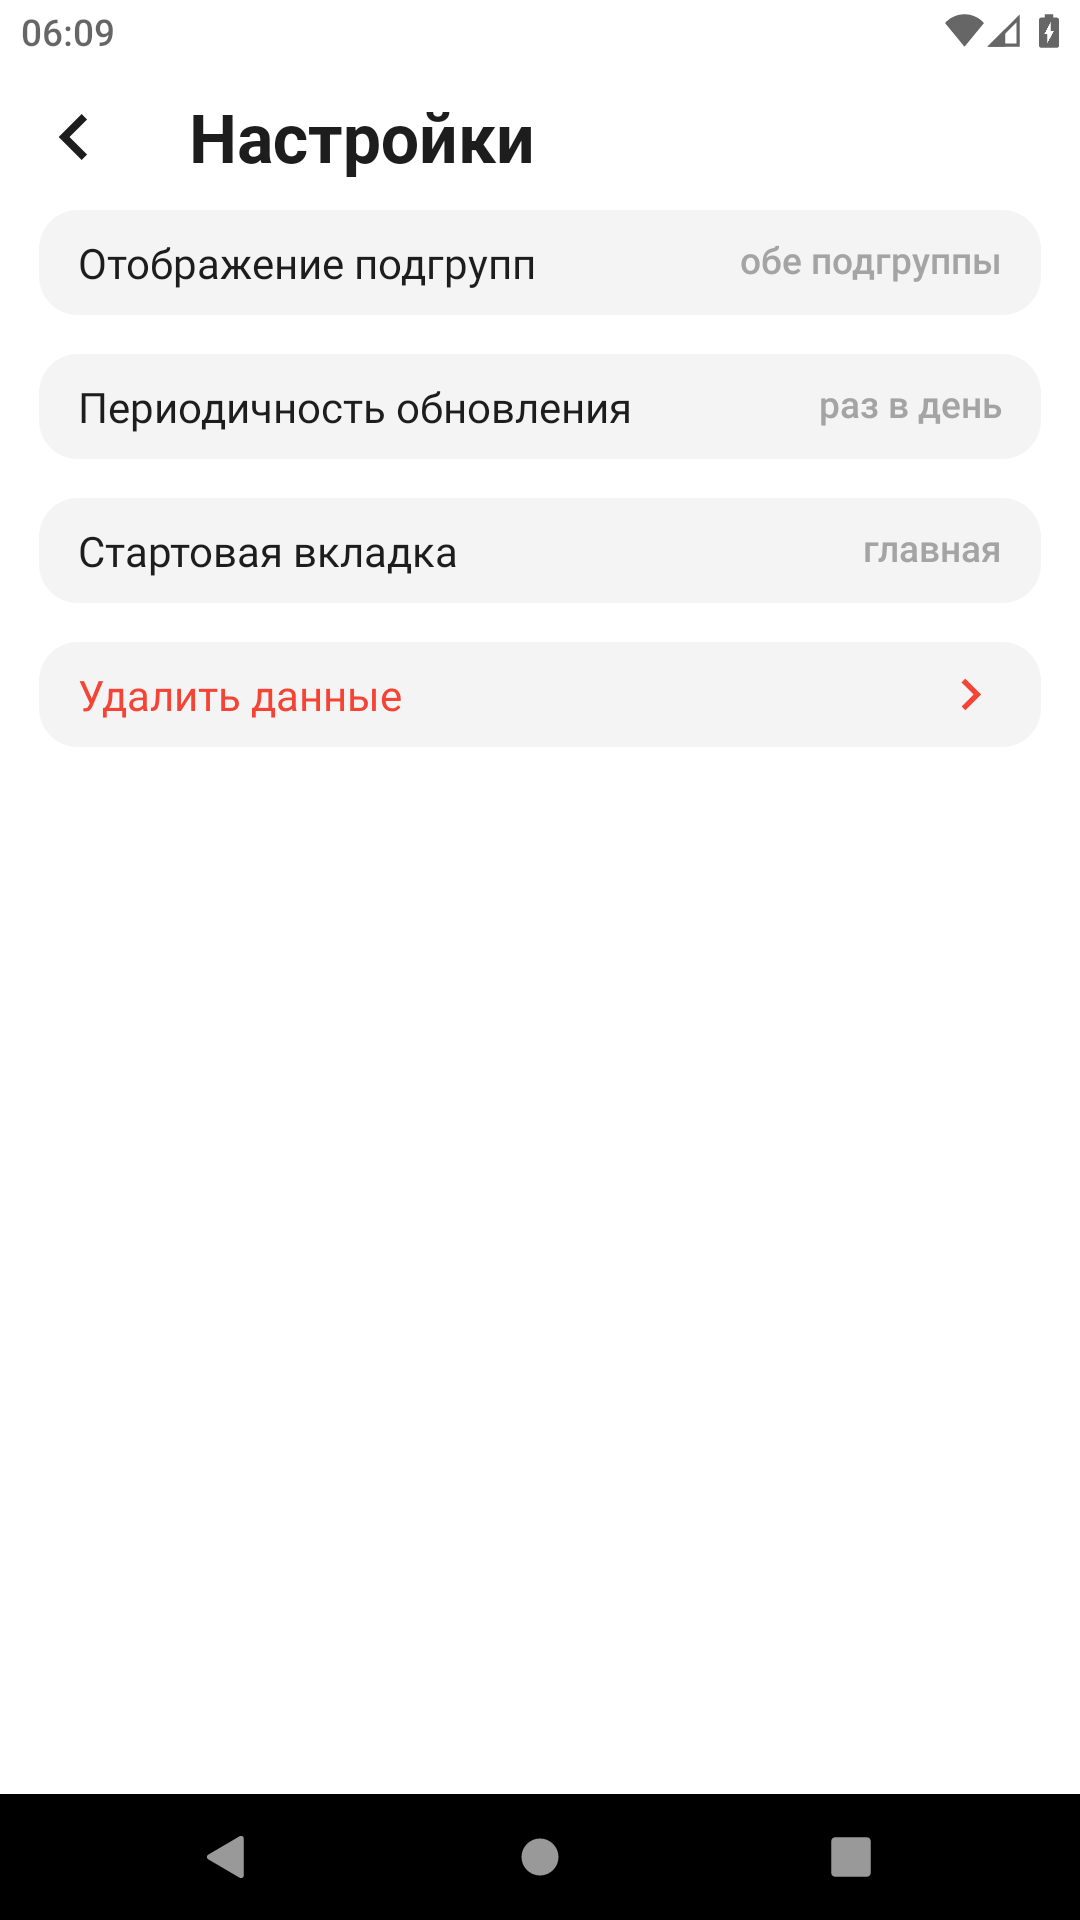 06:09
Настройки
Отображение подгрупп обе подгруппы
Периодичность обновления раз в день
Стартовая вкладка главная
Удалить данные